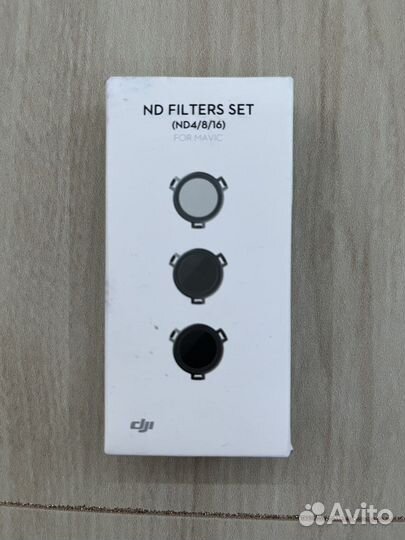 ND FILTERS SET
(ND4/8/16)
FOR MAVIC
dji
Avito